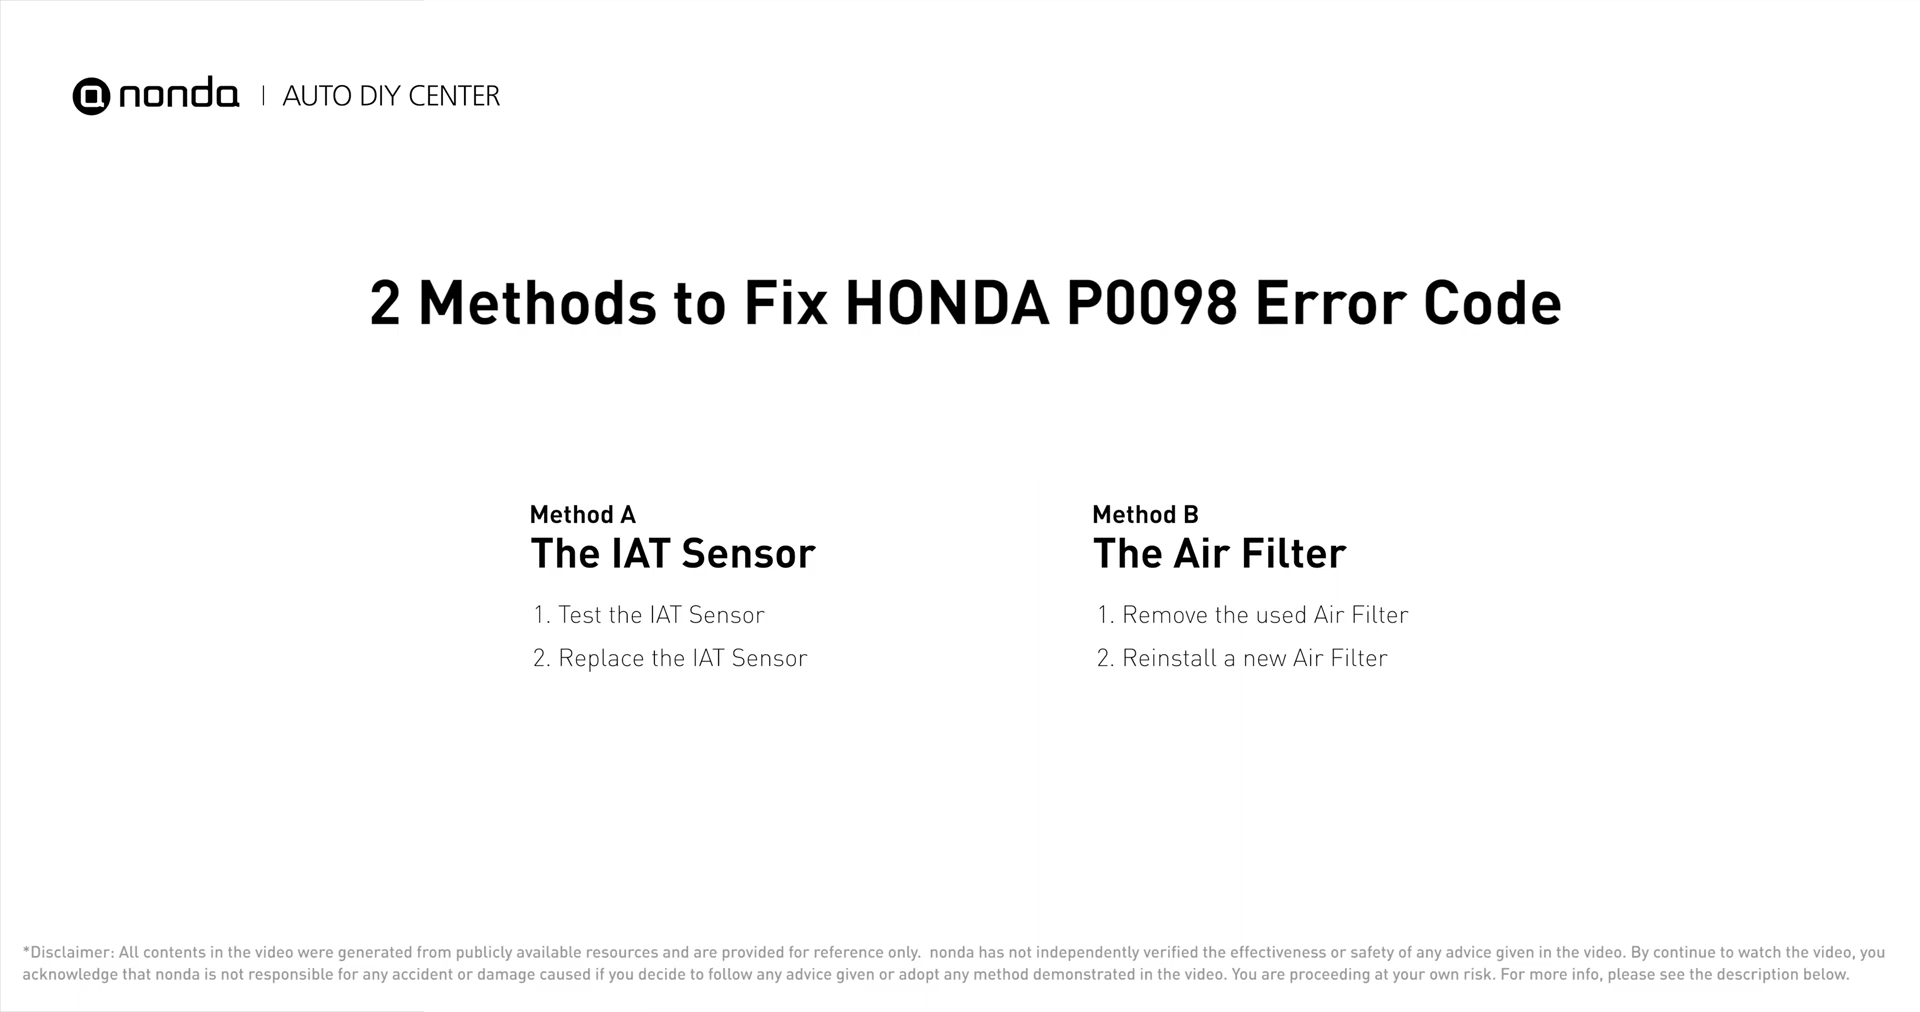 nonda | AUTO DIY CENTER
2 Methods to Fix HONDA P0098 Error Code
Method A
The IAT Sensor
1. Test the IAT Sensor
2. Replace the IAT Sensor
Method B
The Air Filter
1. Remove the used Air Filter
2. Reinstall a new Air Filter
*Disclaimer: All contents in the video were generated from publicly available resources and are provided for reference only. nonda has not independently verified the effectiveness or safety of any advice given in the video. By continue to watch the video, you
acknowledge that nonda is not responsible for any accident or damage caused if you decide to follow any advice given or adopt any method demonstrated in the video. You are proceeding at your own risk. For more info, please see the description below.